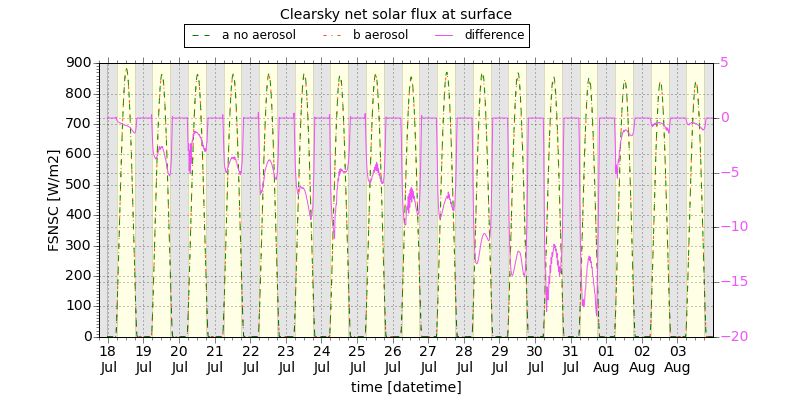 Clearsky net solar flux at surface
a no aerosol b aerosol difference
900
800
700
600
500
400
300
200
100
0
FSNSC [W/m2]
5
0
−5
−10
−15
−20
18 19 20 21 22 23 24 25 26 27 28 29 30 31 01 02 03
Jul Jul Jul Jul Jul Jul Jul Jul Jul Jul Jul Jul Jul Jul Aug Aug Aug
time [datetime]